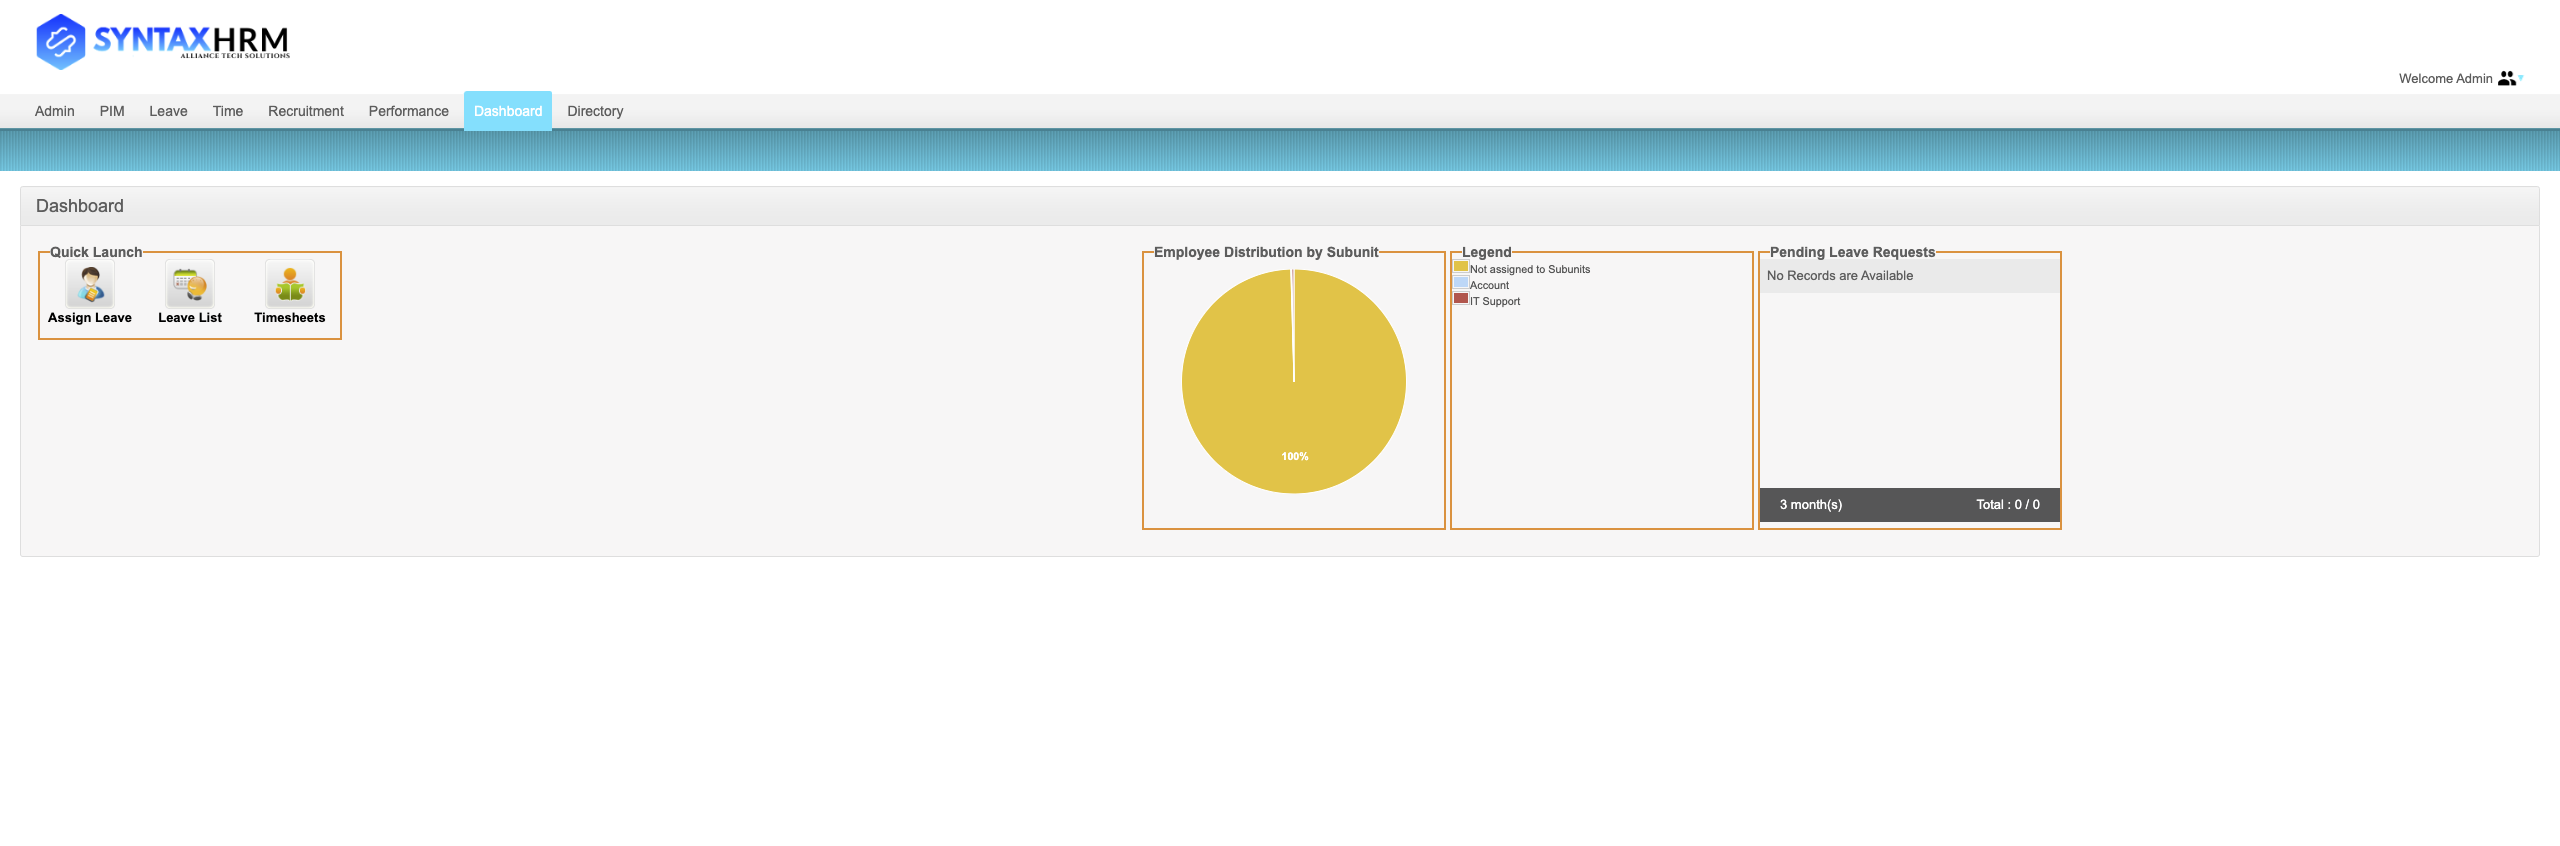 SYNTAXHRM
ALLIANCE TECH SOLUTIONS
Welcome Admin
Admin PIM Leave Time Recruitment Performance Dashboard Directory
Dashboard
Quick Launch
Assign Leave Leave List Timesheets
Employee Distribution by Subunit
100%
Legend
Not assigned to Subunits
Account
IT Support
Pending Leave Requests
No Records are Available
3 month(s) Total : 0 / 0